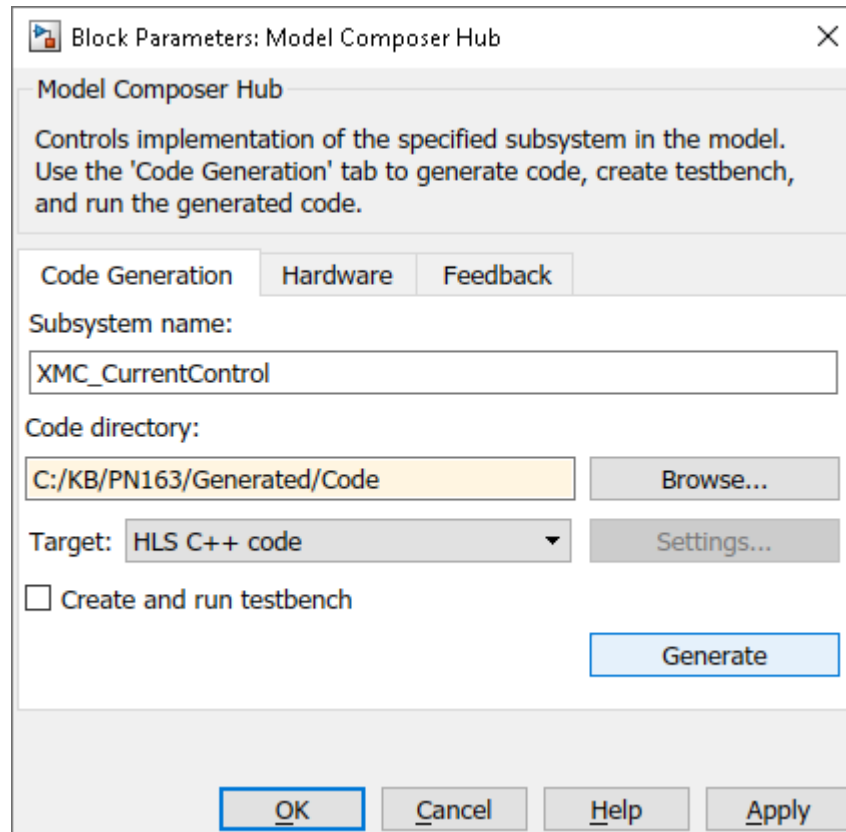 Block Parameters: Model Composer Hub
Model Composer Hub
Controls implementation of the specified subsystem in the model.
Use the 'Code Generation' tab to generate code, create testbench,
and run the generated code.
Code Generation Hardware Feedback
Subsystem name:
XMC_CurrentControl
Code directory:
C:/KB/PN163/Generated/Code Browse...
Target: HLS C++ code Settings...
Create and run testbench
Generate
OK Cancel Help Apply